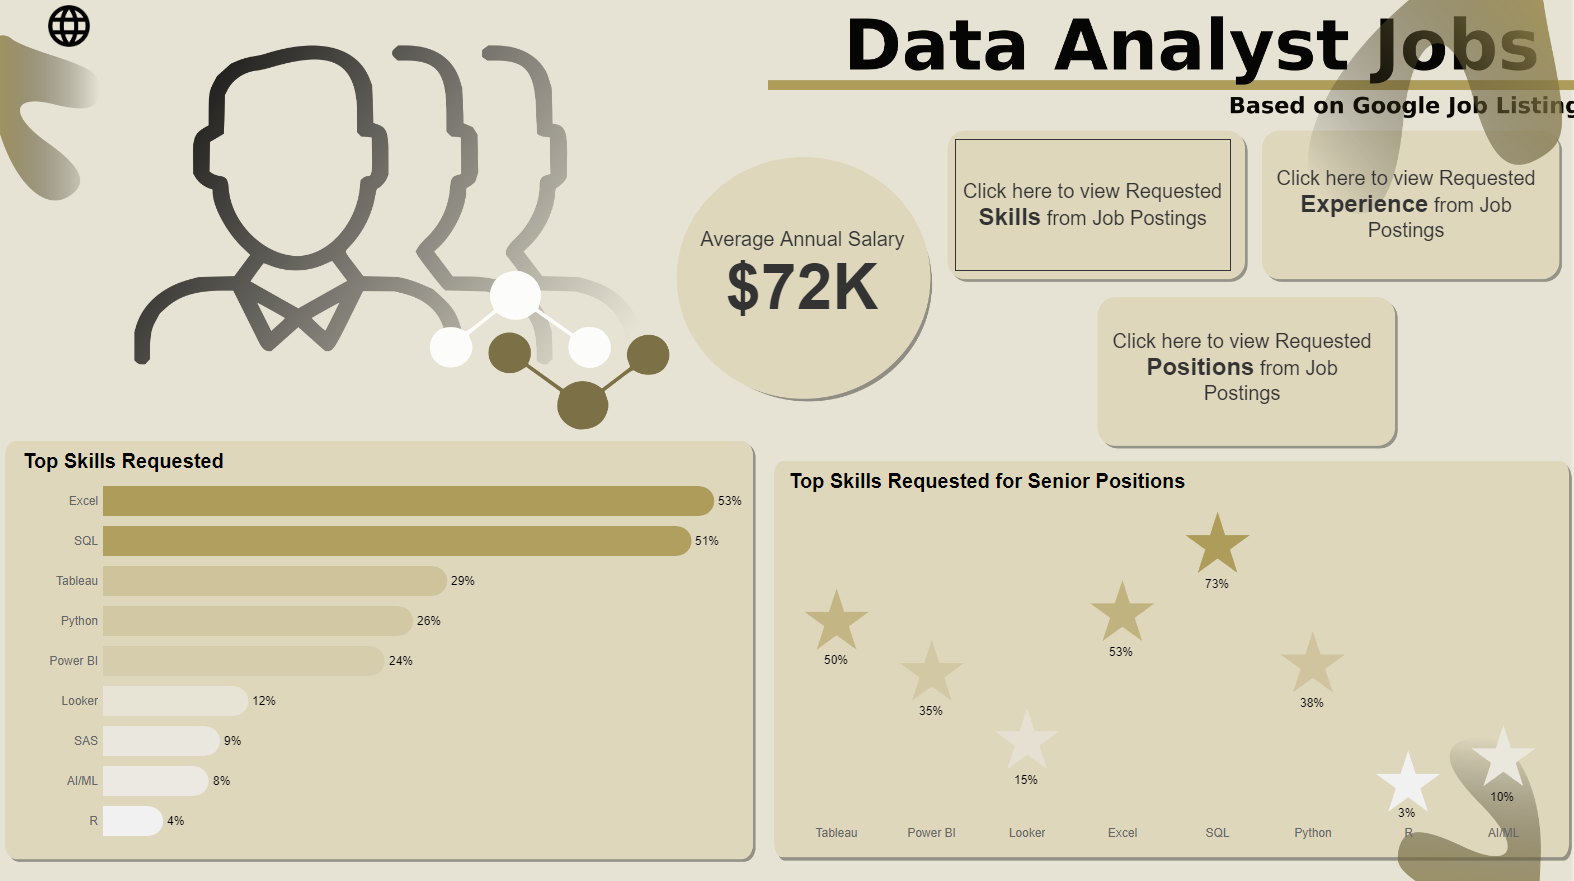 Data Analyst Jobs
Based on Google Job Listing
Click here to view Requested
Skills from Job Postings
Click here to view Requested
Experience from Job
Postings
Average Annual Salary
$72K
Click here to view Requested
Positions from Job
Postings
Top Skills Requested
Excel 53%
SQL 51%
Tableau 29%
Python 26%
Power BI 24%
Looker 12%
SAS 9%
AI/ML 8%
R 4%
Top Skills Requested for Senior Positions
73%
53%
50%
38%
35%
15%
10%
3%
Tableau Power BI Looker Excel SQL Python R AI/ML